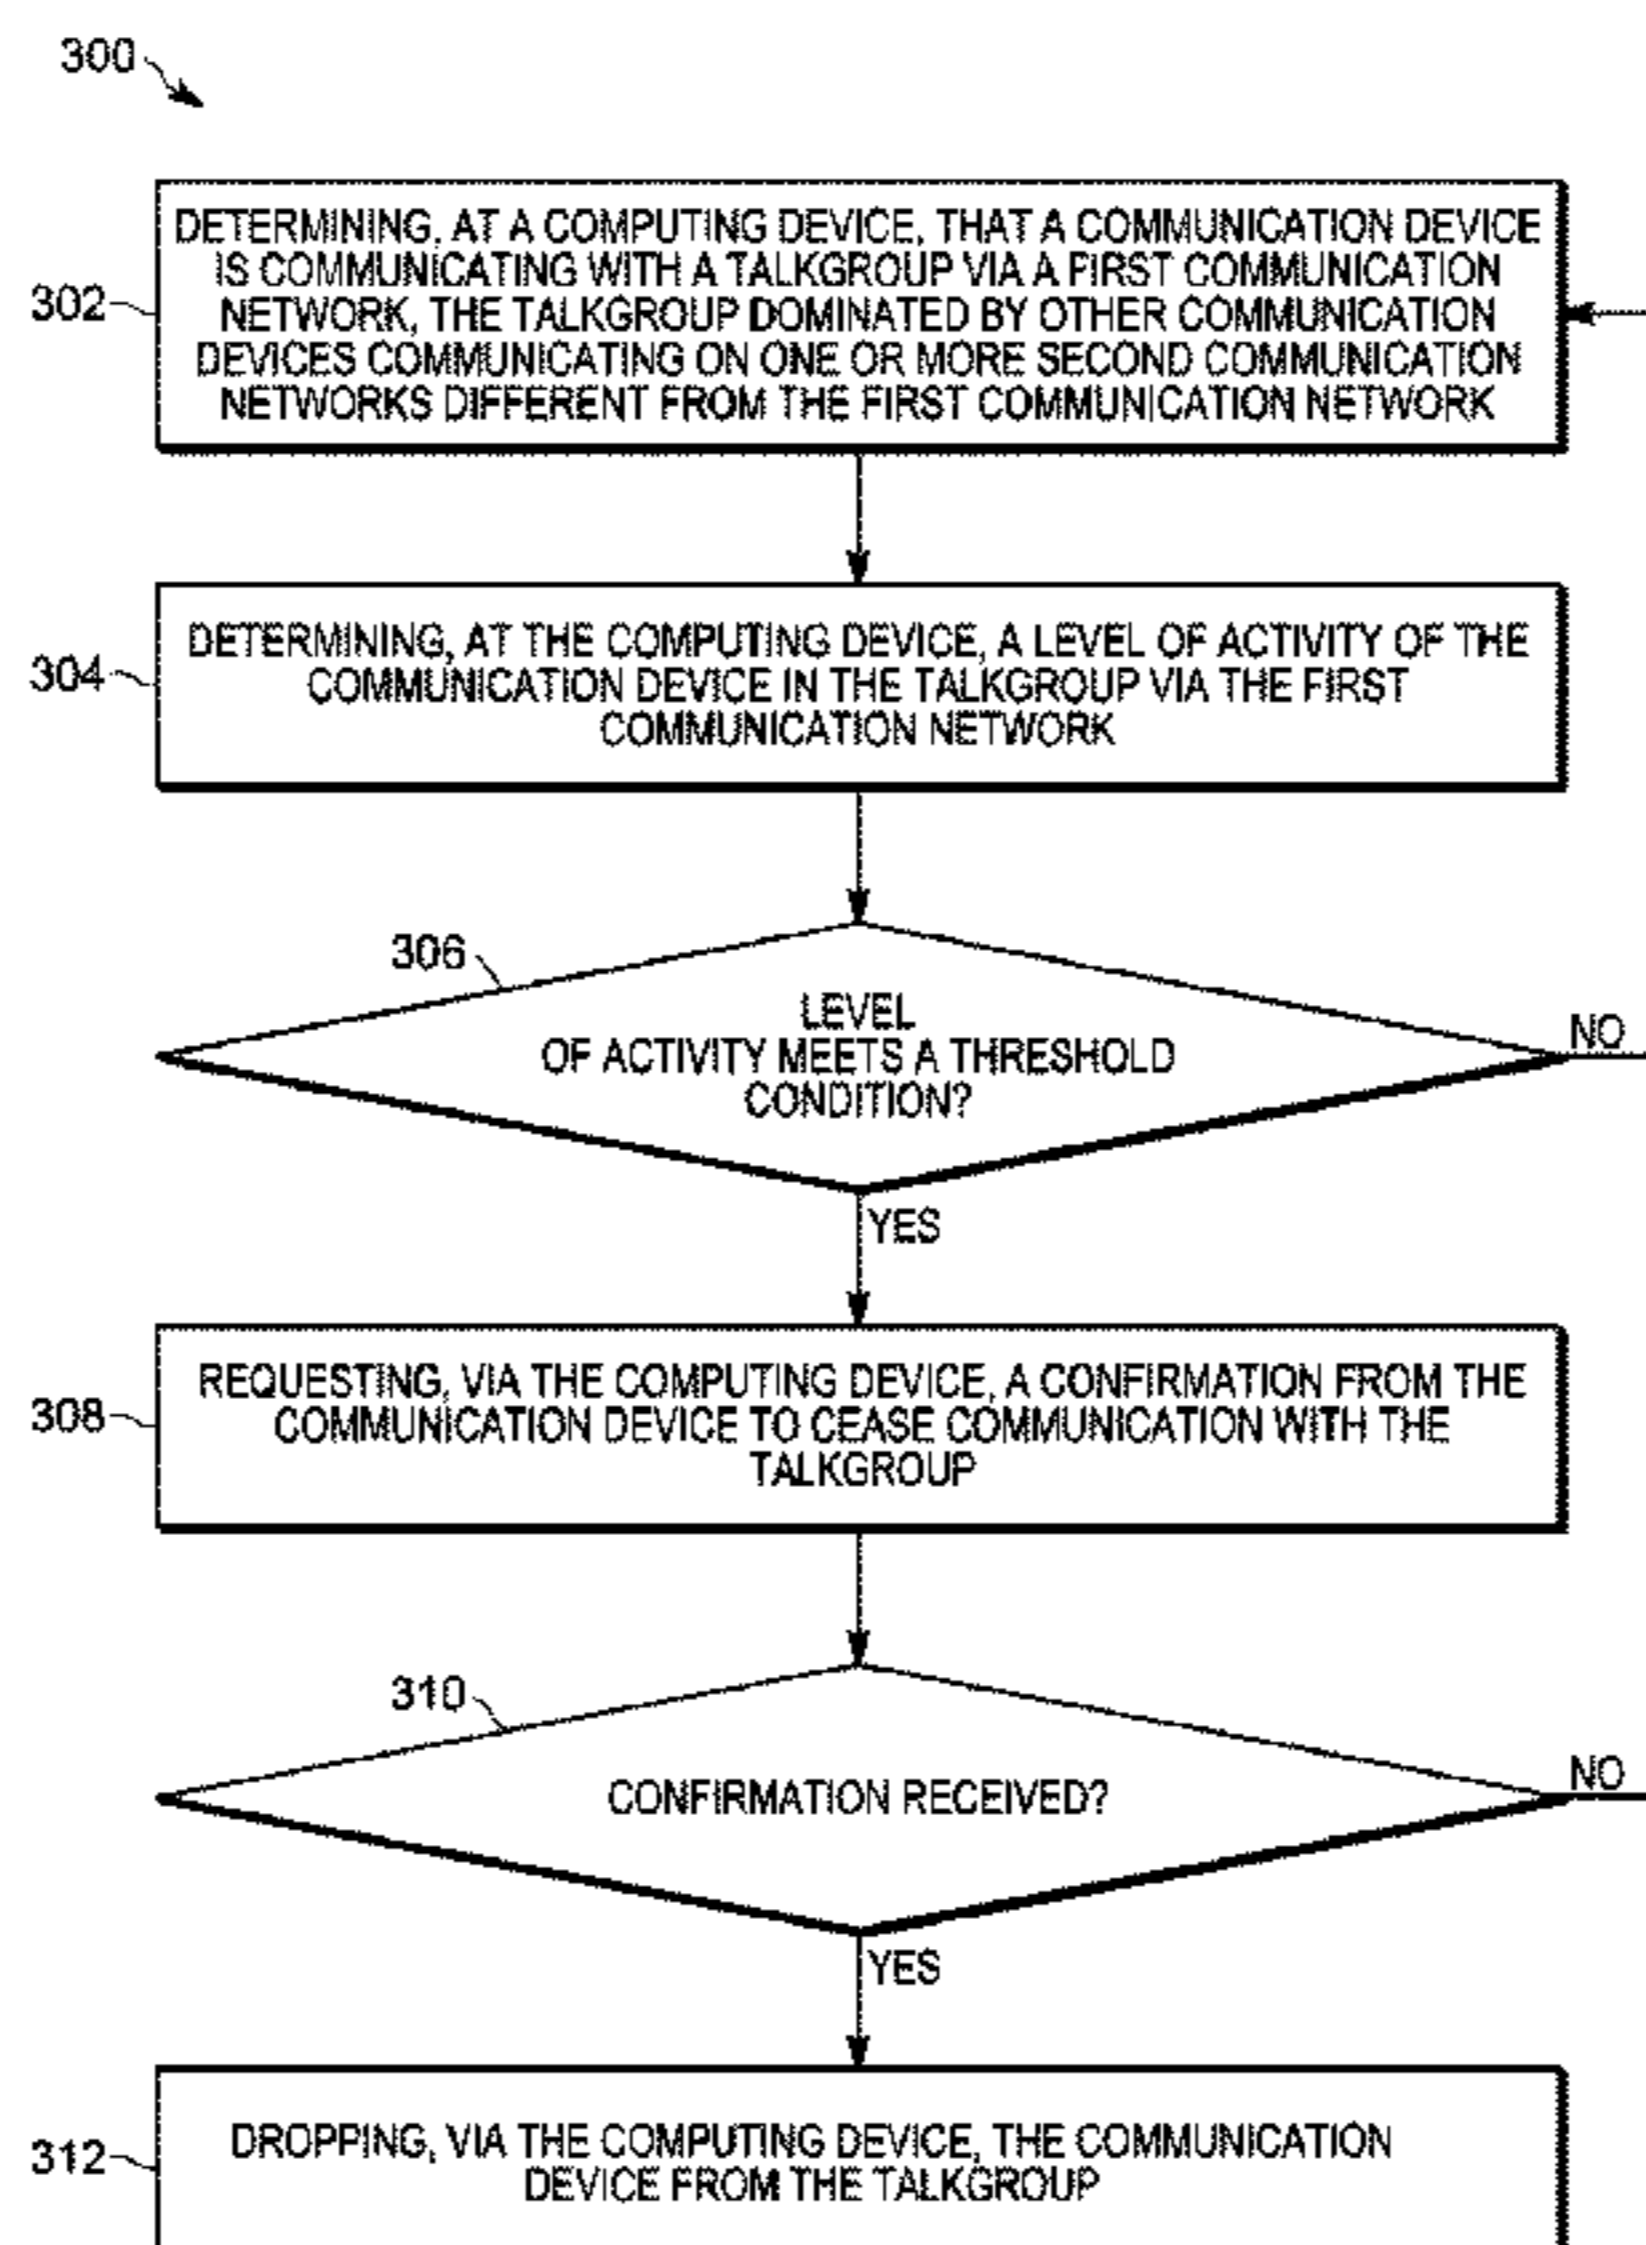 300
DETERMINING, AT A COMPUTING DEVICE, THAT A COMMUNICATION DEVICE
IS COMMUNICATING WITH A TALKGROUP VIA A FIRST COMMUNICATION
302
NETWORK, THE TALKGROUP DOMINATED BY OTHER COMMUNICATION
DEVICES COMMUNICATING ON ONE OR MORE SECOND COMMUNICATION
NETWORKS DIFFERENT FROM THE FIRST COMMUNICATION NETWORK
304
DETERMINING, AT THE COMPUTING DEVICE, A LEVEL OF ACTIVITY OF THE
COMMUNICATION DEVICE IN THE TALKGROUP VIA THE FIRST
COMMUNICATION NETWORK
306
LEVEL
OF ACTIVITY MEETS A THRESHOLD
CONDITION?
NO
YES
308
REQUESTING, VIA THE COMPUTING DEVICE, A CONFIRMATION FROM THE
COMMUNICATION DEVICE TO CEASE COMMUNICATION WITH THE
TALKGROUP
310
CONFIRMATION RECEIVED?
NO
YES
312
DROPPING, VIA THE COMPUTING DEVICE, THE COMMUNICATION
DEVICE FROM THE TALKGROUP